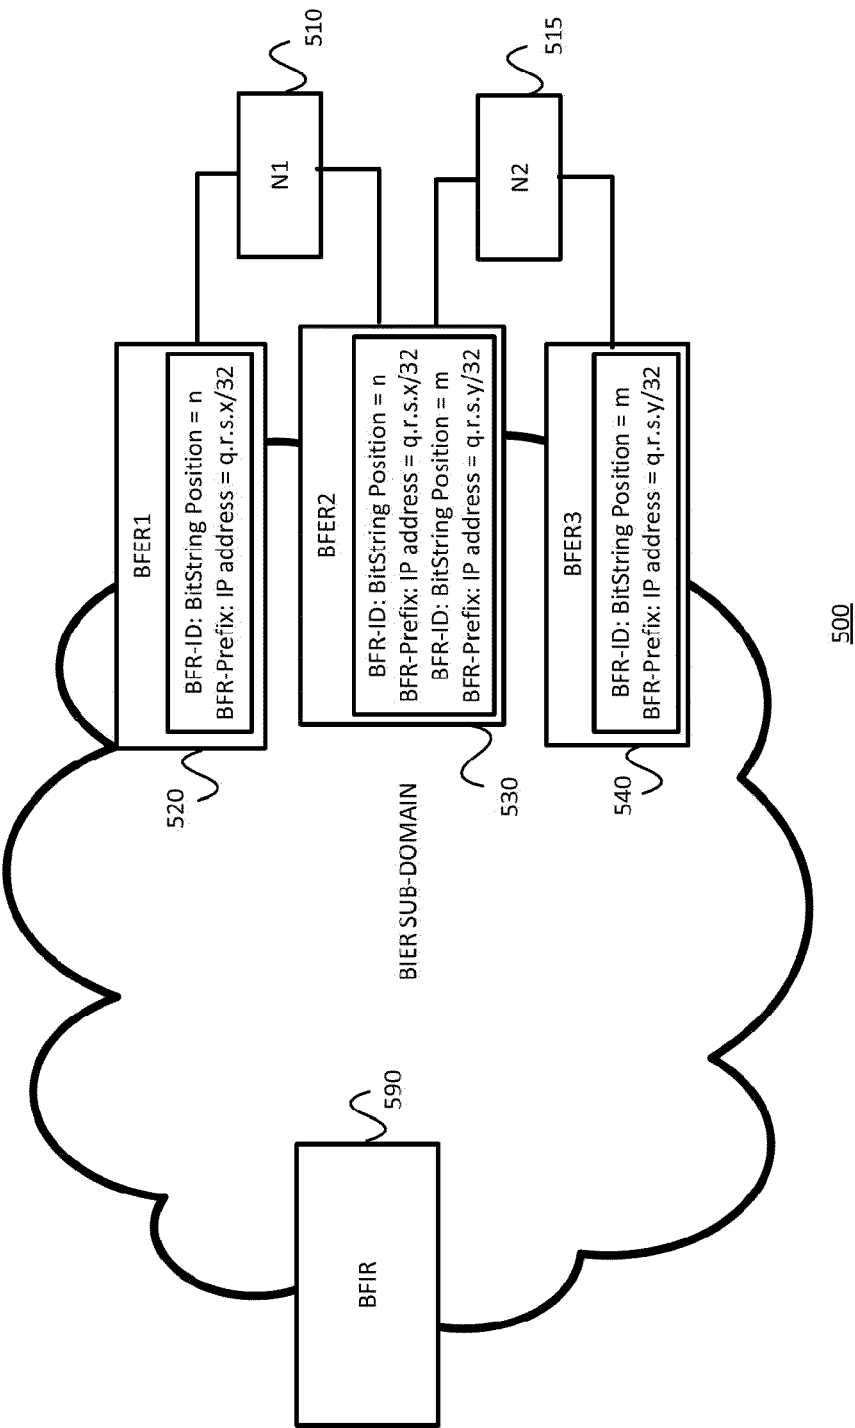 510
N1
515
N2
BFER1
BFR-ID: BitString Position = n
BFR-Prefix: IP address = q.r.s.x/32
520
BFER2
BFR-ID: BitString Position = n
BFR-Prefix: IP address = q.r.s.x/32
BFR-ID: BitString Position = m
BFR-Prefix: IP address = q.r.s.y/32
530
BFER3
BFR-ID: BitString Position = m
BFR-Prefix: IP address = q.r.s.y/32
540
BIER SUB-DOMAIN
590
BFIR
500